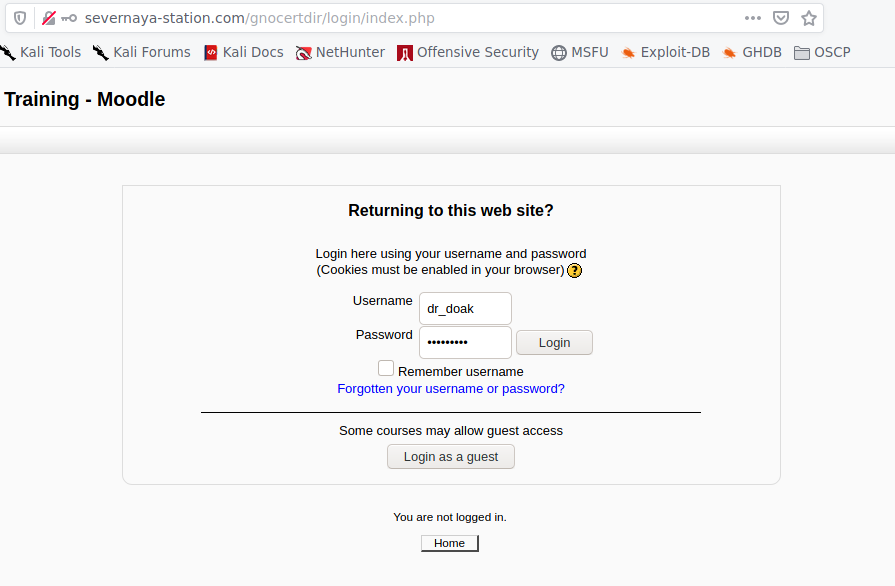 severnaya-station.com/gnocertdir/login/index.php
Kali Tools Kali Forums Kali Docs NetHunter Offensive Security MSFU Exploit-DB GHDB OSCP
Training - Moodle
Returning to this web site?
Login here using your username and password
(Cookies must be enabled in your browser) ?
Username dr_doak
Password •••••••••
Login
Remember username
Forgotten your username or password?
Some courses may allow guest access
Login as a guest
You are not logged in.
Home